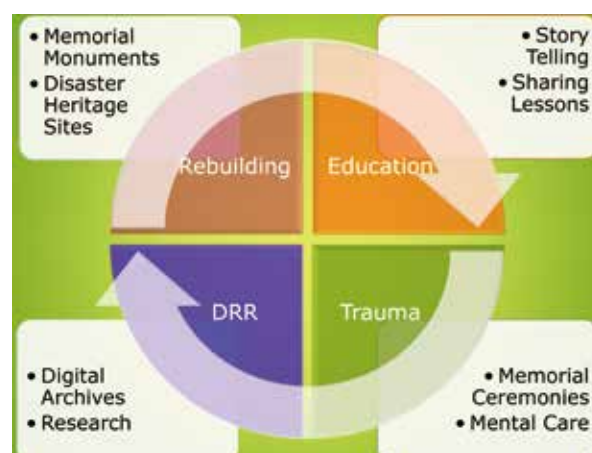 • Memorial
Monuments
• Disaster
Heritage
Sites
• Story
Telling
• Sharing
Lessons
Rebuilding
Education
DRR
Trauma
• Digital
Archives
• Research
• Memorial
Ceremonies
• Mental Care